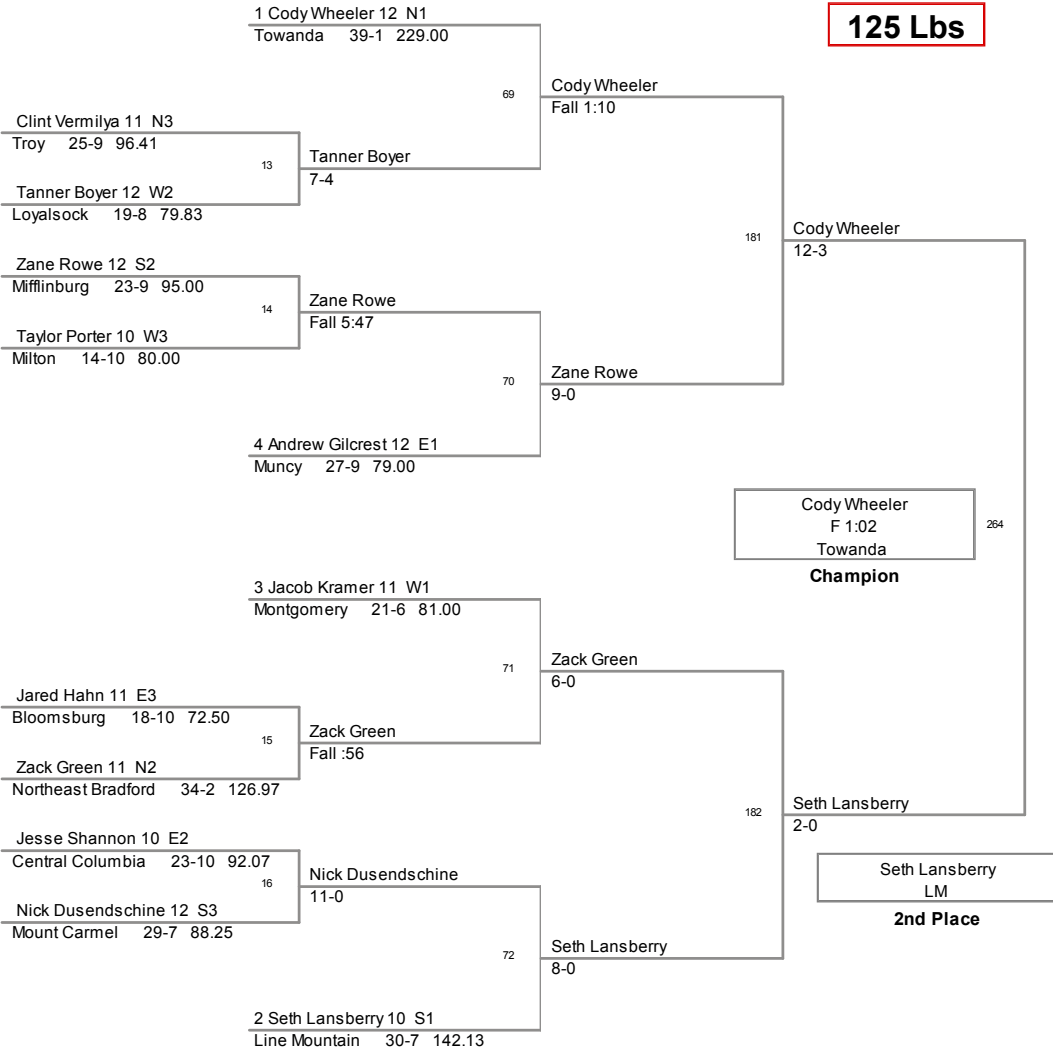 125 Lbs
1 Cody Wheeler 12 N1
Towanda 39-1 229.00
69
Cody Wheeler
Fall 1:10
Clint Vermilya 11 N3
Troy 25-9 96.41
13
Tanner Boyer
7-4
Tanner Boyer 12 W2
Loyalsock 19-8 79.83
181
Cody Wheeler
12-3
Zane Rowe 12 S2
Mifflinburg 23-9 95.00
14
Zane Rowe
Fall 5:47
Taylor Porter 10 W3
Milton 14-10 80.00
70
Zane Rowe
9-0
4 Andrew Gilcrest 12 E1
Muncy 27-9 79.00
Cody Wheeler
F 1:02
Towanda
264
Champion
3 Jacob Kramer 11 W1
Montgomery 21-6 81.00
71
Zack Green
6-0
Jared Hahn 11 E3
Bloomsburg 18-10 72.50
15
Zack Green
Fall :56
Zack Green 11 N2
Northeast Bradford 34-2 126.97
182
Seth Lansberry
2-0
Jesse Shannon 10 E2
Central Columbia 23-10 92.07
16
Nick Dusendschine
11-0
Seth Lansberry
LM
2nd Place
Nick Dusendschine 12 S3
Mount Carmel 29-7 88.25
72
Seth Lansberry
8-0
2 Seth Lansberry 10 S1
Line Mountain 30-7 142.13